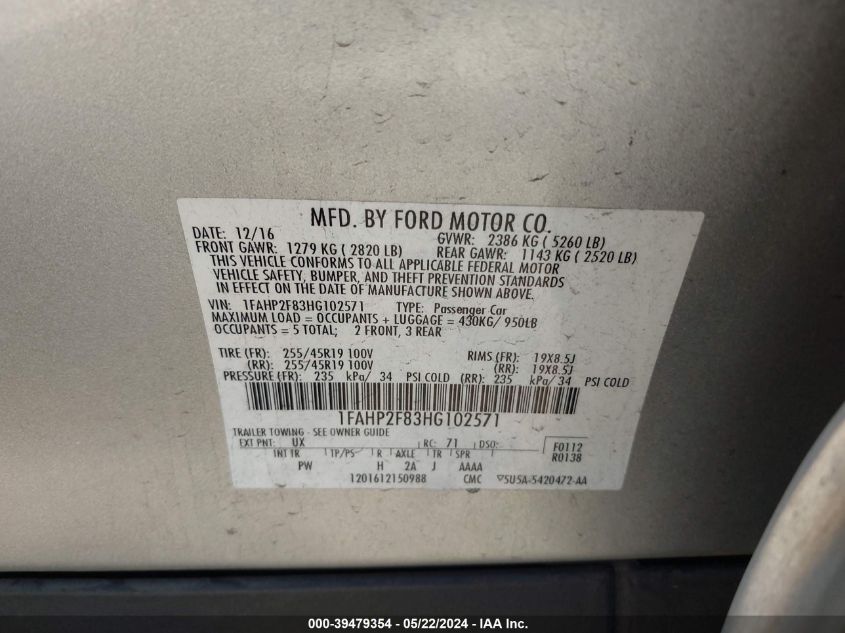 MFD. BY FORD MOTOR CO.
DATE: 12/16 GVWR: 2386 KG ( 5260 LB)
FRONT GAWR: 1279 KG ( 2820 LB) REAR GAWR: 1143 KG ( 2520 LB)
THIS VEHICLE CONFORMS TO ALL APPLICABLE FEDERAL MOTOR
VEHICLE SAFETY, BUMPER, AND THEFT PREVENTION STANDARDS
IN EFFECT ON THE DATE OF MANUFACTURE SHOWN ABOVE.
VIN: 1FAHP2F83HG102571 TYPE: Passenger Car
MAXIMUM LOAD = OCCUPANTS + LUGGAGE = 430KG/ 950LB
OCCUPANTS = 5 TOTAL; 2 FRONT, 3 REAR
TIRE (FR): 255/45R19 100V RIMS (FR): 19X8.5J
(RR): 255/45R19 100V (RR): 19X8.5J
PRESSURE (FR): 235 kPa/ 34 PSI COLD (RR): 235 kPa/ 34 PSI COLD
1FAHP2F83HG102571
TRAILER TOWING - SEE OWNER GUIDE
EXT PNT: UX RC: 71 DSO: F0112
INT TR TP/PS R AXLE TR SPR R0138
PW H 2A J AAAA
1201612150988 CMC ▽5U5A-5420472-AA
000-39479354 - 05/22/2024 - IAA Inc.